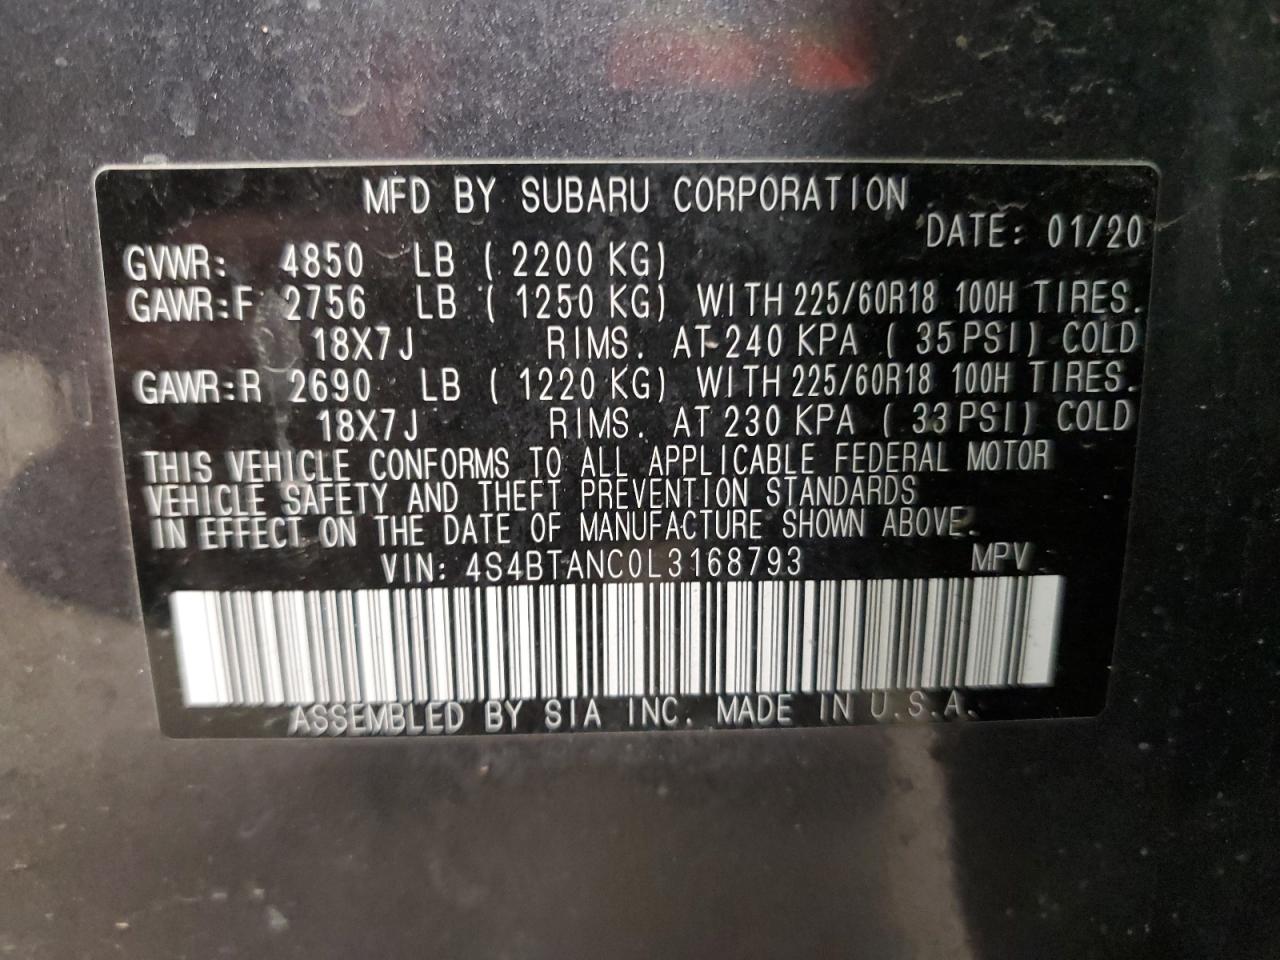 MFD BY SUBARU CORPORATION
DATE: 01/20
GVWR: 4850 LB ( 2200 KG)
GAWR:F 2756 LB ( 1250 KG) WITH 225/60R18 100H TIRES.
18X7J RIMS. AT 240 KPA ( 35 PSI) COLD
GAWR:R 2690 LB ( 1220 KG) WITH 225/60R18 100H TIRES.
18X7J RIMS. AT 230 KPA ( 33 PSI) COLD
THIS VEHICLE CONFORMS TO ALL APPLICABLE FEDERAL MOTOR
VEHICLE SAFETY AND THEFT PREVENTION STANDARDS
IN EFFECT ON THE DATE OF MANUFACTURE SHOWN ABOVE.
VIN: 4S4BTANC0L3168793 MPV
ASSEMBLED BY SIA INC. MADE IN U.S.A.